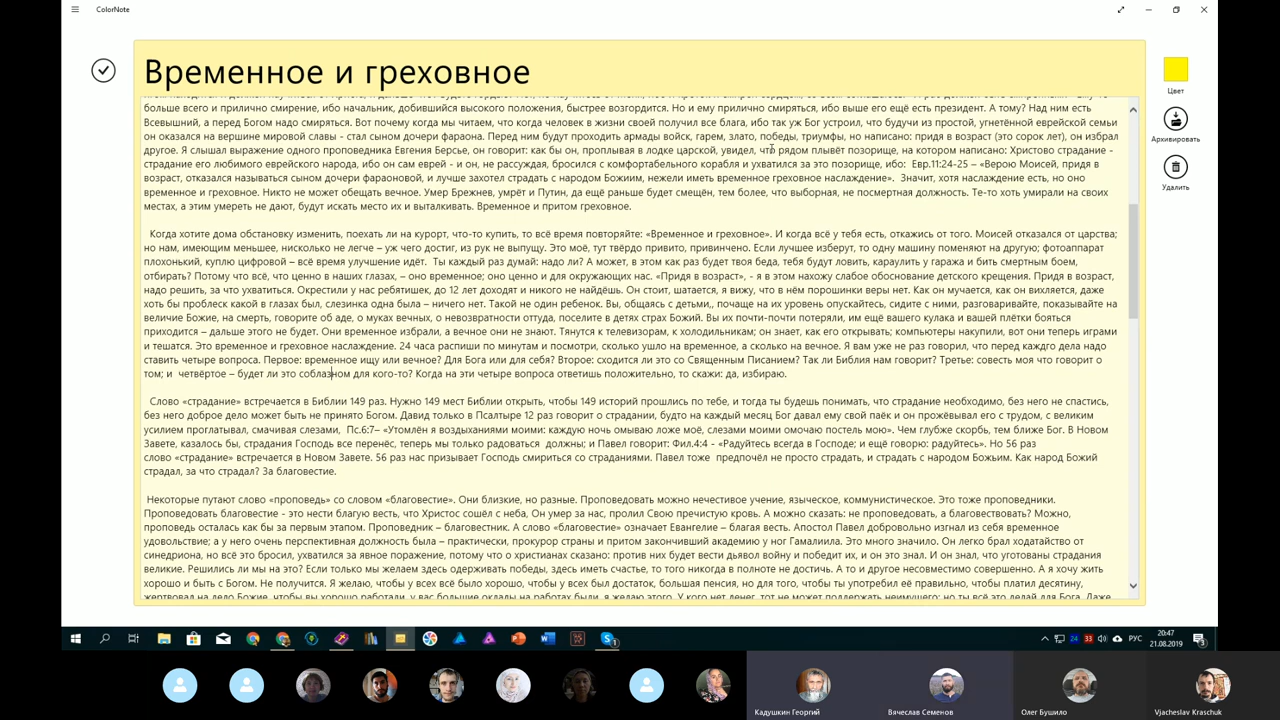 ColorNote
Временное и греховное
Цвет
Архивировать
Удалить
больше всего и прилично смирение, ибо начальник, добившийся высокого положения, быстрее возгордится. Но и ему прилично смиряться, ибо выше его ещё есть президент. А тому? Над ним есть
Всевышний, а перед Богом надо смириться. Вот почему когда мы читаем, что когда человек в жизни своей получил все блага, ибо так уж Бог устроил, что будучи из простой, угнетённой еврейской семьи
он оказался на вершине мировой славы - стал сыном дочери фараона. Перед ним будут проходить армады войск, гарем, злато, победы, триумфы, но написано: придя в возраст (это сорок лет), он избрал
другое. Я слышал выражение одного проповедника Евгения Берсье, он говорит: как бы он, проплывая в лодке царской, увидел, что рядом плывёт позорище, на котором написано: Христово страдание -
страдание его любимого еврейского народа, ибо он сам еврей - и он, не рассуждая, бросился с комфортабельного корабля и ухватился за это позорище, ибо: Евр.11:24-25 – «Верою Моисей, придя в
возраст, отказался называться сыном дочери фараоновой, и лучше захотел страдать с народом Божиим, нежели иметь временное греховное наслаждение». Значит, хотя наслаждение есть, но оно
временное и греховное. Никто не может обещать вечное. Умер Брежнев, умрёт и Путин, да ещё раньше будет смещён, тем более, что выборная, не посмертная должность. Те-то хоть умирали на своих
местах, а этим умереть не дают, будут искать место их и выталкивать. Временное и притом греховное.
Когда хотите дома обстановку изменить, поехать ли на курорт, что-то купить, то всё время повторяйте: «Временное и греховное». И когда всё у тебя есть, откажись от того. Моисей отказался от царства;
но нам, имеющим меньшее, нисколько не легче – уж чего достиг, из рук не выпущу. Это моё, тут твёрдо привито, привинчено. Если лучшее изберут, то одну машину поменяют на другую; фотоаппарат
плохонький, куплю цифровой – всё время улучшение идёт. Ты каждый раз думай: надо ли? А может, в этом как раз будет твоя беда, тебя будут ловить, караулить у гаража и бить смертным боем,
отбирать? Потому что всё, что ценно в наших глазах, – оно временное; оно ценно и для окружающих нас. «Придя в возраст», - я в этом нахожу слабое обоснование детского крещения. Придя в возраст,
надо решить, за что ухватиться. Окрестили у нас ребятишек, до 12 лет доходят и никого не найдёшь. Он стоит, шатается, я вижу, что в нём порошинки веры нет. Как он мучается, как он вихляется, даже
хоть бы проблеск какой в глазах был, слезинка одна была – ничего нет. Такой не один ребенок. Вы, общаясь с детьми,, почаще на их уровень опускайтесь, сидите с ними, разговаривайте, показывайте на
величие Божие, на смерть, говорите об аде, о муках вечных, о невозвратности оттуда, поселите в детях страх Божий. Вы их почти-почти потеряли, им ещё вашего кулака и вашей плётки бояться
приходится – дальше этого не будет. Они временное избрали, а вечное они не знают. Тянутся к телевизорам, к холодильникам; он знает, как его открывать; компьютеры накупили, вот они теперь играми
и тешатся. Это временное и греховное наслаждение. 24 часа распиши по минутам и посмотри, сколько ушло на временное, а сколько на вечное. Я вам уже не раз говорил, что перед каждго дела надо
ставить четыре вопроса. Первое: временное ищу или вечное? Для Бога или для себя? Второе: сходится ли это со Священным Писанием? Так ли Библия нам говорит? Третье: совесть моя что говорит о
том; и четвёртое – будет ли это соблазном для кого-то? Когда на эти четыре вопроса ответишь положительно, то скажи: да, избираю.
Слово «страдание» встречается в Библии 149 раз. Нужно 149 мест Библии открыть, чтобы 149 историй прошлись по тебе, и тогда ты будешь понимать, что страдание необходимо, без него не спастись,
без него доброе дело может быть не принято Богом. Давид только в Псалтыре 12 раз говорит о страдании, будто на каждый месяц Бог давал ему свой паёк и он прожёвывал его с трудом, с великим
усилием проглатывал, смачивая слезами, Пс.6:7– «Утомлён я воздыханиями моими: каждую ночь омываю ложе моё, слезами моими омочаю постель мою». Чем глубже скорбь, тем ближе Бог. В Новом
Завете, казалось бы, страдания Господь все перенёс, теперь мы только радоваться должны; и Павел говорит: Фил.4:4 - «Радуйтесь всегда в Господе; и ещё говорю: радуйтесь». Но 56 раз
слово «страдание» встречается в Новом Завете. 56 раз нас призывает Господь смириться со страданиями. Павел тоже предпочёл не просто страдать, и страдать с народом Божьим. Как народ Божий
страдал, за что страдал? За благовестие.
Некоторые путают слово «проповедь» со словом «благовестие». Они близкие, но разные. Проповедовать можно нечестивое учение, языческое, коммунистическое. Это тоже проповедники.
Проповедовать благовестие - это нести благую весть, что Христос сошёл с неба, Он умер за нас, пролил Свою пречистую кровь. А можно сказать: не проповедовать, а благовествовать? Можно,
проповедь осталась как бы за первым этапом. Проповедник – благовестник. А слово «благовестие» означает Евангелие – благая весть. Апостол Павел добровольно изгнал из себя временное
удовольствие; а у него очень перспективная должность была – практически, прокурор страны и притом закончивший академию у ног Гамалиила. Это много значило. Он легко брал ходатайство от
синедриона, но всё это бросил, ухватился за явное поражение, потому что о христианах сказано: против них будет вести дьявол войну и победит их, и он это знал. И он знал, что уготованы страдания
великие. Решились ли мы на это? Если только мы желаем здесь одерживать победы, здесь иметь счастье, то того никогда в полноте не достичь. А то и другое несовместимо совершенно. А я хочу жить
хорошо и быть с Богом. Не получится. Я желаю, чтобы у всех всё было хорошо, чтобы у всех был достаток, большая пенсия, но для того, чтобы ты употребил её правильно, чтобы платил десятину,
жертвовал на дело Божие, чтобы вы хорошо работали, у вас большие оклады на работах были, я желаю этого. У кого нет денег, тот не может поддержать неимущего; но ты всё это делай для Бога. Даже
24
33
РУС
20:47
21.08.2019
Кадушкин Георгий
Вячеслав Семенов
Олег Бушило
Vjacheslav Kraschuk